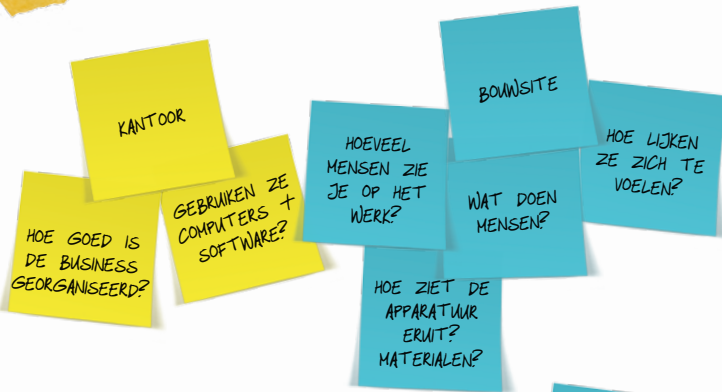 KANTOOR
HOE GOED IS
DE BUSINESS
GEORGANISEERD?
GEBRUIKEN ZE
COMPUTERS +
SOFTWARE?
BOUWSITE
HOEVEEL
MENSEN ZIE
JE OP HET
WERK?
WAT DOEN
MENSEN?
HOE LIJKEN
ZE ZICH TE
VOELEN?
HOE ZIET DE
APPARATUUR
ERUIT?
MATERIALEN?